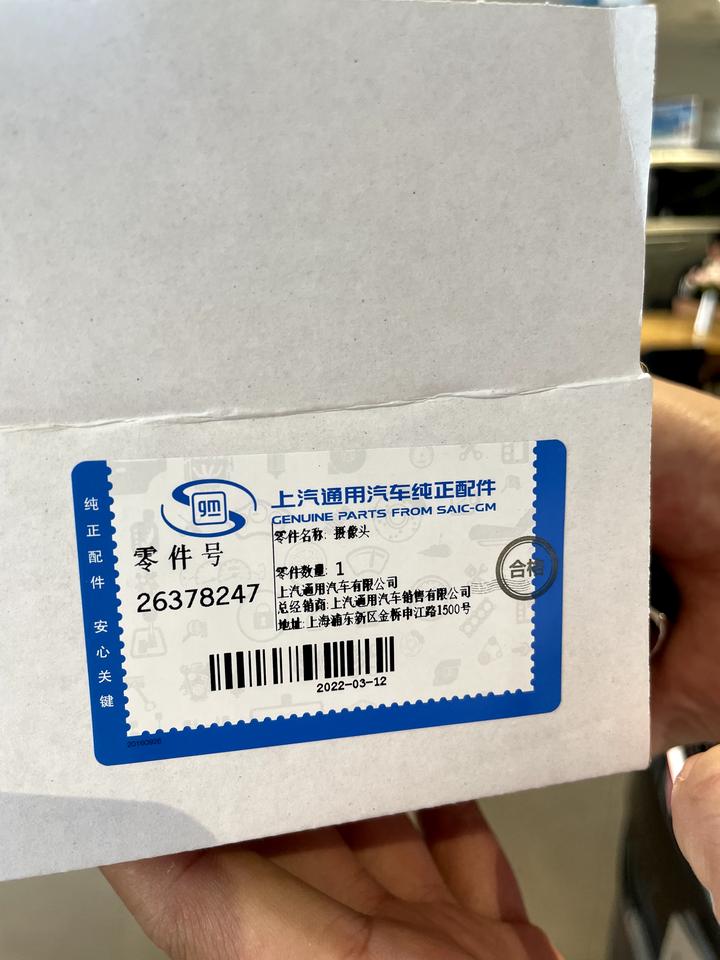 纯正配件 安心关键
gm
上汽通用汽车纯正配件
GENUINE PARTS FROM SAIC-GM
零件号
26378247
零件名称: 摄像头
零件数量: 1
上汽通用汽车有限公司
总经销商: 上汽通用汽车销售有限公司
地址: 上海浦东新区金桥申江路1500号
合格
2022-03-12
20160926